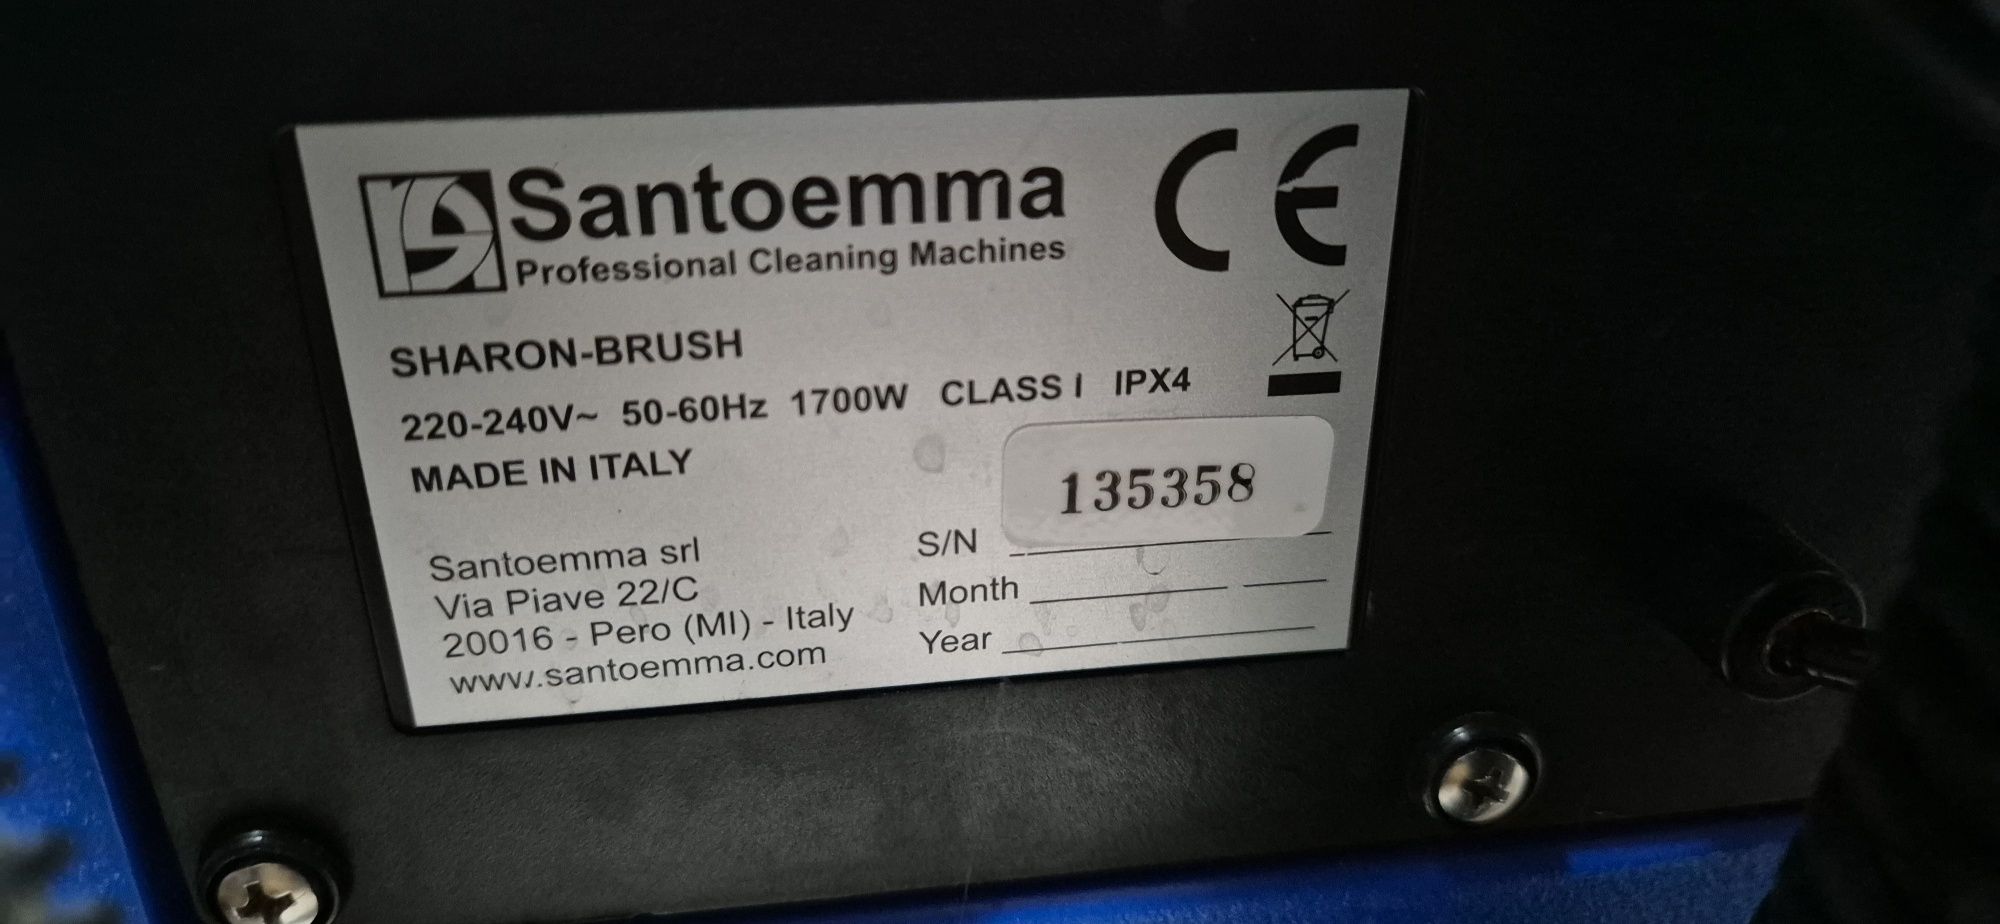 Santoemma
Professional Cleaning Machines
CE
SHARON-BRUSH
220-240V~ 50-60Hz 1700W CLASS I IPX4
MADE IN ITALY
135358
Santoemma srl
Via Piave 22/C
20016 - Pero (MI) - Italy
www.santoemma.com
S/N
Month
Year